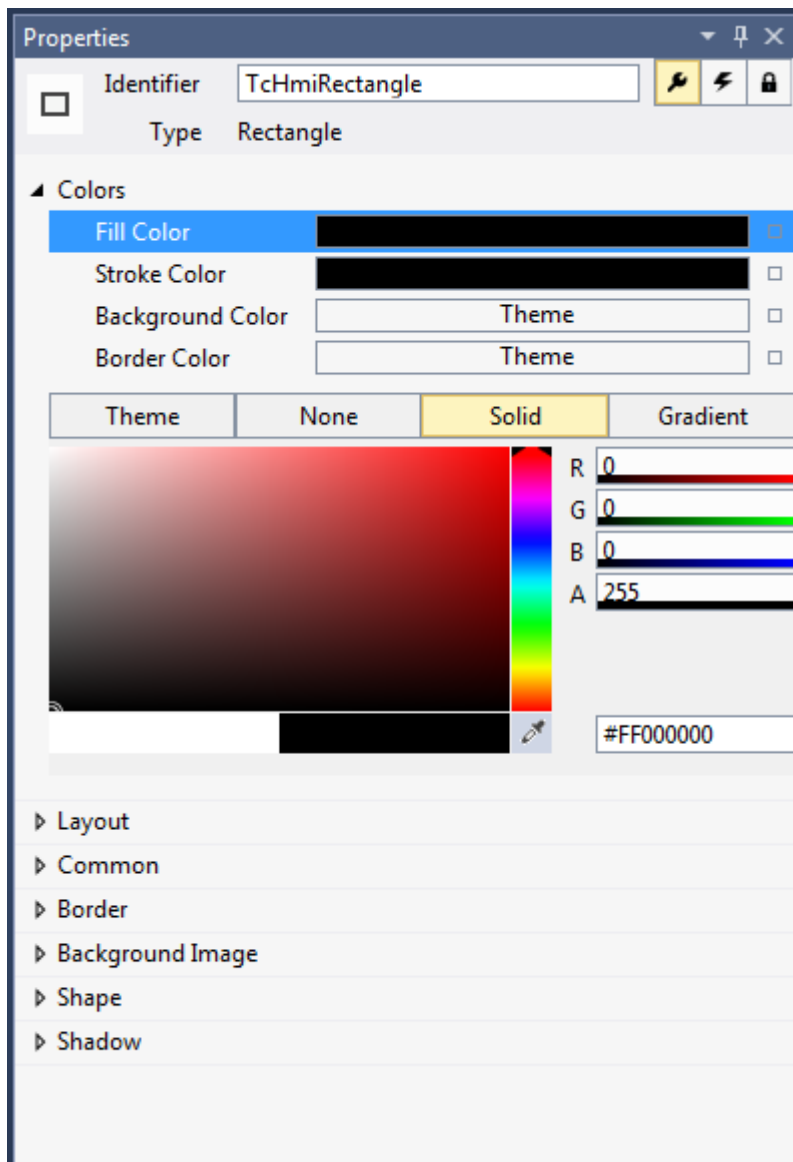 Properties
Identifier TcHmiRectangle
Type Rectangle
Colors
Fill Color
Stroke Color
Background Color Theme
Border Color Theme
Theme None Solid Gradient
R 0
G 0
B 0
A 255
#FF000000
Layout
Common
Border
Background Image
Shape
Shadow